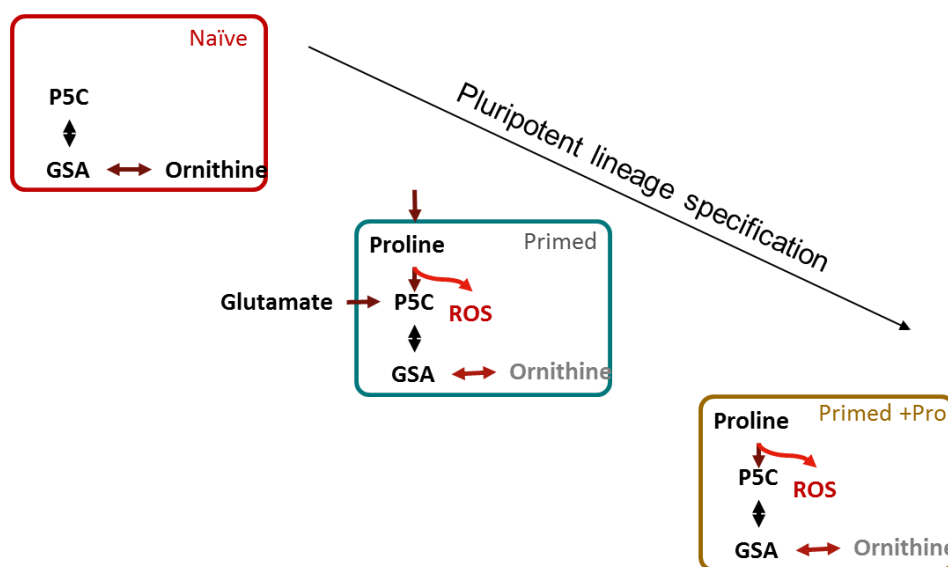 Naïve
P5C
GSA
Ornithine
Pluripotent lineage specification
Proline
Primed
Glutamate
P5C
ROS
GSA
Ornithine
Proline
Primed +Pro
P5C
ROS
GSA
Ornithine